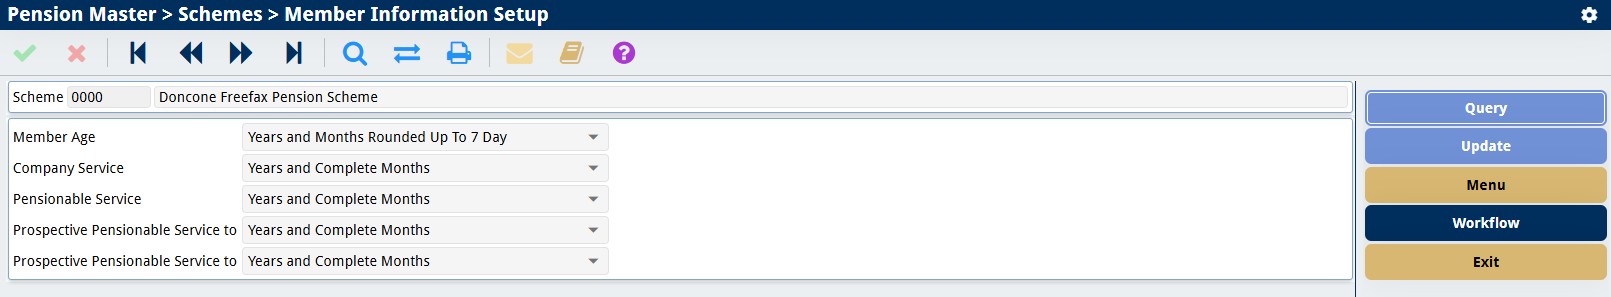 Pension Master > Schemes > Member Information Setup
?
Scheme 0000 Doncone Freefax Pension Scheme
Member Age Years and Months Rounded Up To 7 Day
Company Service Years and Complete Months
Pensionable Service Years and Complete Months
Prospective Pensionable Service to Years and Complete Months
Prospective Pensionable Service to Years and Complete Months
Query
Update
Menu
Workflow
Exit